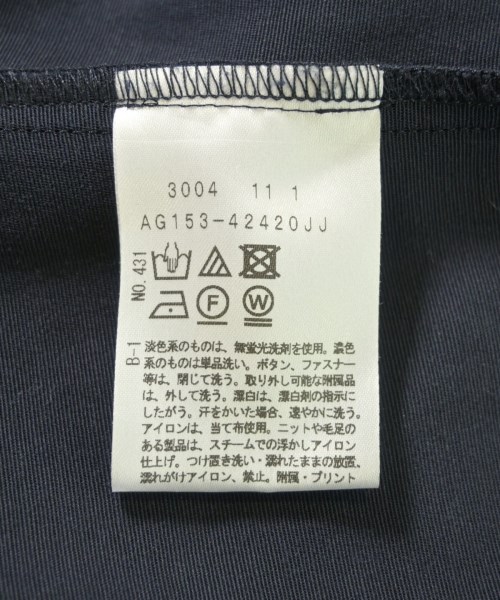 3004 11 1
AG153-42420JJ
NO.431
F W
B-1
淡色系のものは、無蛍光洗剤を使用。濃色
系のものは単品洗い。ボタン、ファスナー
等は、閉じて洗う。取り外し可能な附属品
は、外して洗う。漂白は、漂白剤の指示に
したがう。汗をかいた場合、速やかに洗う。
アイロンは、当て布使用。ニットや毛足の
ある製品は、スチームでの浮かしアイロン
仕上げ。つけ置き洗い・濡れたままの放置、
濡れがけアイロン、禁止。附属・プリント